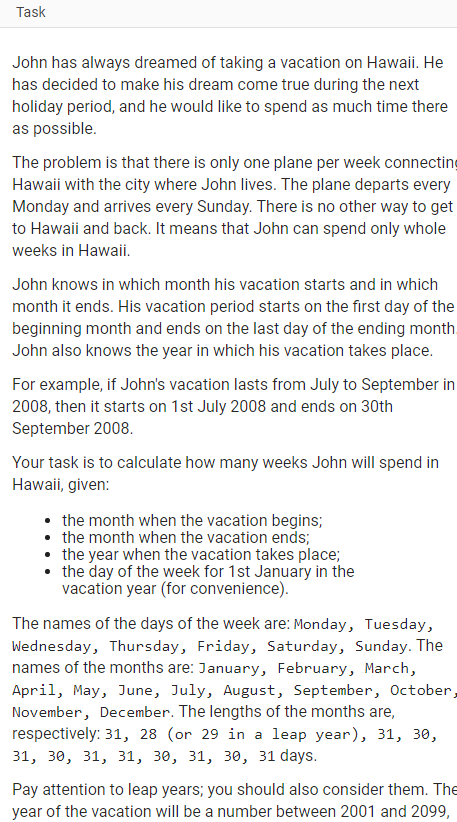 Task
John has always dreamed of taking a vacation on Hawaii. He
has decided to make his dream come true during the next
holiday period, and he would like to spend as much time there
as possible.
The problem is that there is only one plane per week connecting
Hawaii with the city where John lives. The plane departs every
Monday and arrives every Sunday. There is no other way to get
to Hawaii and back. It means that John can spend only whole
weeks in Hawaii.
John knows in which month his vacation starts and in which
month it ends. His vacation period starts on the first day of the
beginning month and ends on the last day of the ending month.
John also knows the year in which his vacation takes place.
For example, if John's vacation lasts from July to September in
2008, then it starts on 1st July 2008 and ends on 30th
September 2008.
Your task is to calculate how many weeks John will spend in
Hawaii, given:
• the month when the vacation begins;
• the month when the vacation ends;
• the year when the vacation takes place;
• the day of the week for 1st January in the
vacation year (for convenience).
The names of the days of the week are: Monday, Tuesday,
Wednesday, Thursday, Friday, Saturday, Sunday. The
names of the months are: January, February, March,
April, May, June, July, August, September, October,
November, December. The lengths of the months are,
respectively: 31, 28 (or 29 in a leap year), 31, 30,
31, 30, 31, 31, 30, 31, 30, 31 days.
Pay attention to leap years; you should also consider them. The
year of the vacation will be a number between 2001 and 2099,